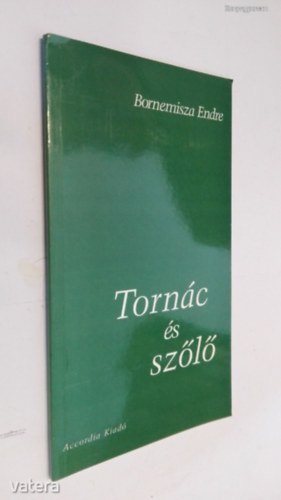 Bornemisza Endre
Tornác
és
szőlő
Accordia Kiadó
vatera